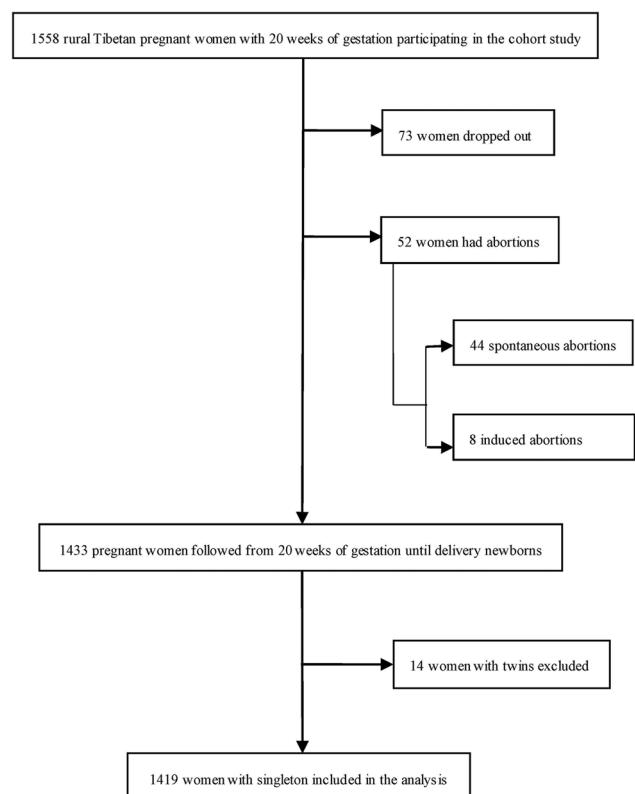 1558 rural Tibetan pregnant women with 20 weeks of gestation participating in the cohort study
73 women dropped out
52 women had abortions
44 spontaneous abortions
8 induced abortions
1433 pregnant women followed from 20 weeks of gestation until delivery newborns
14 women with twins excluded
1419 women with singleton included in the analysis